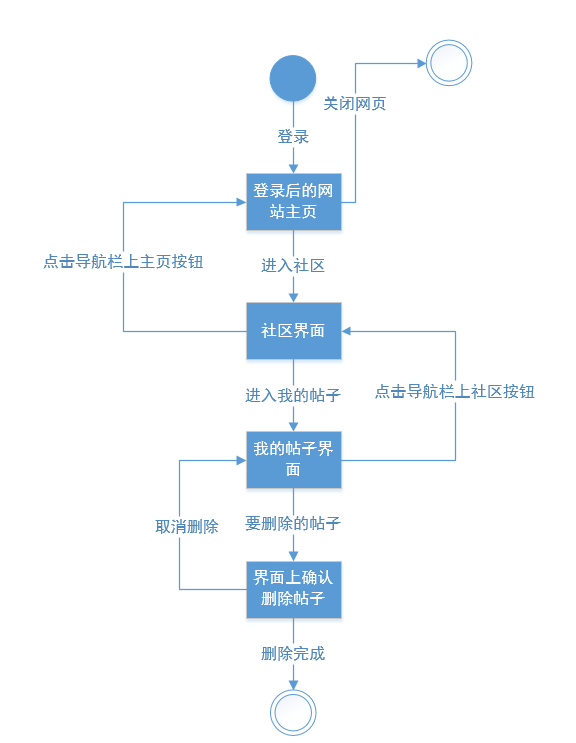 关闭网页
登录
登录后的网
站主页
点击导航栏上主页按钮
进入社区
社区界面
进入我的帖子
点击导航栏上社区按钮
我的帖子界
面
取消删除
要删除的帖子
界面上确认
删除帖子
删除完成